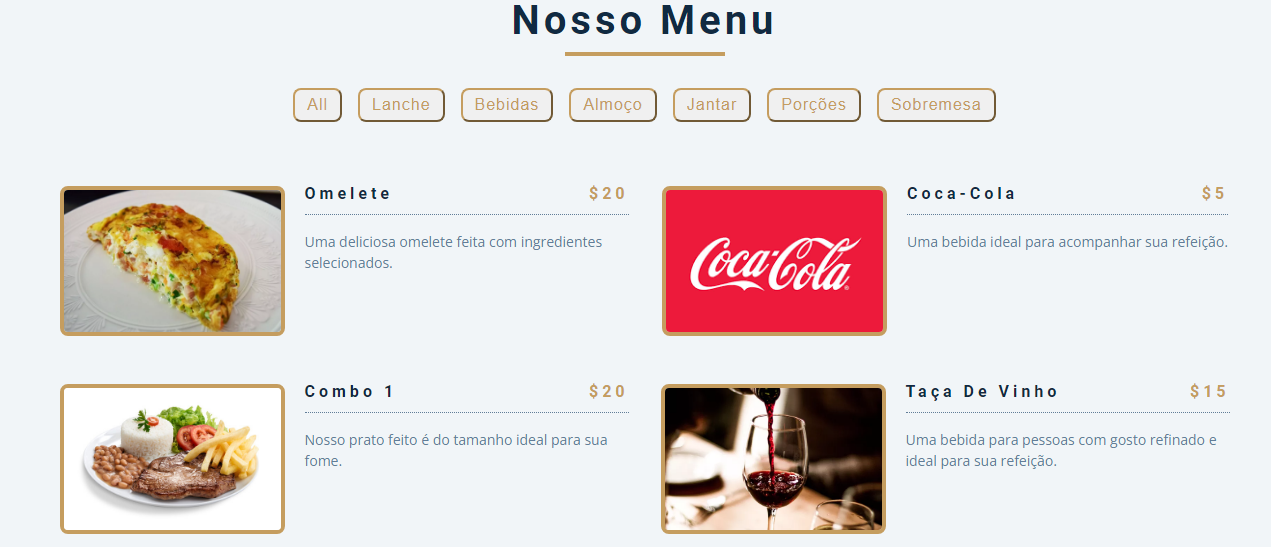 Nosso Menu
All
Lanche
Bebidas
Almoço
Jantar
Porções
Sobremesa
Omelete $20
Uma deliciosa omelete feita com ingredientes
selecionados.
Coca-Cola
Coca-Cola $5
Uma bebida ideal para acompanhar sua refeição.
Combo 1 $20
Nosso prato feito é do tamanho ideal para sua
fome.
Taça De Vinho $15
Uma bebida para pessoas com gosto refinado e
ideal para sua refeição.